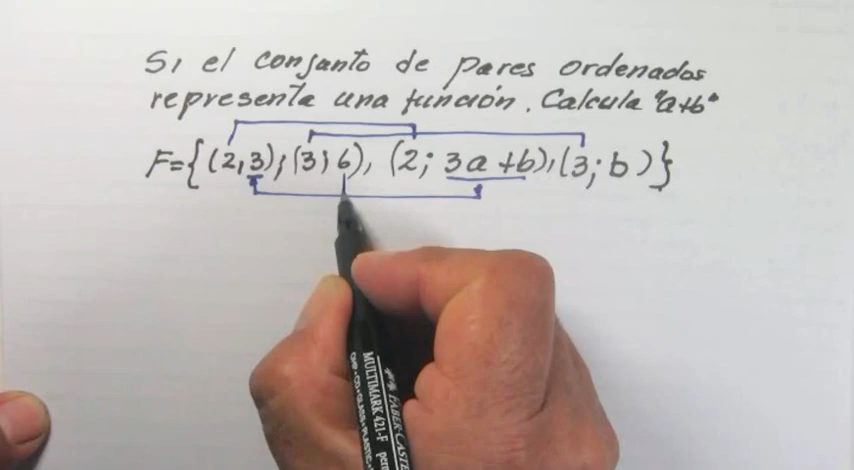 Si el conjunto de pares ordenados
representa una función. Calcula "a+b"
F={(2,3);(3;6), (2; 3a+b),(3;b)}
MULTIMARK 421-F
FABER-CASTE